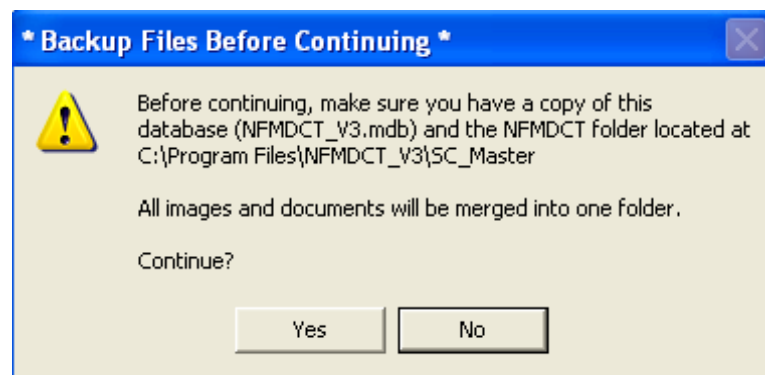 * Backup Files Before Continuing *
Before continuing, make sure you have a copy of this
database (NFMDCT_V3.mdb) and the NFMDCT folder located at
C:\Program Files\NFMDCT_V3\SC_Master
All images and documents will be merged into one folder.
Continue?
Yes
No